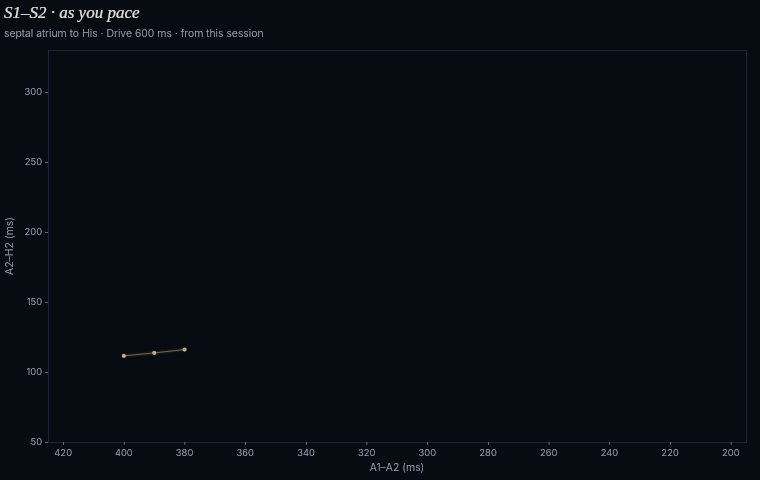 S1–S2 · as you pace
septal atrium to His · Drive 600 ms · from this session
300
250
200
150
100
50
A2–H2 (ms)
420 400 380 360 340 320 300 280 260 240 220 200
A1–A2 (ms)